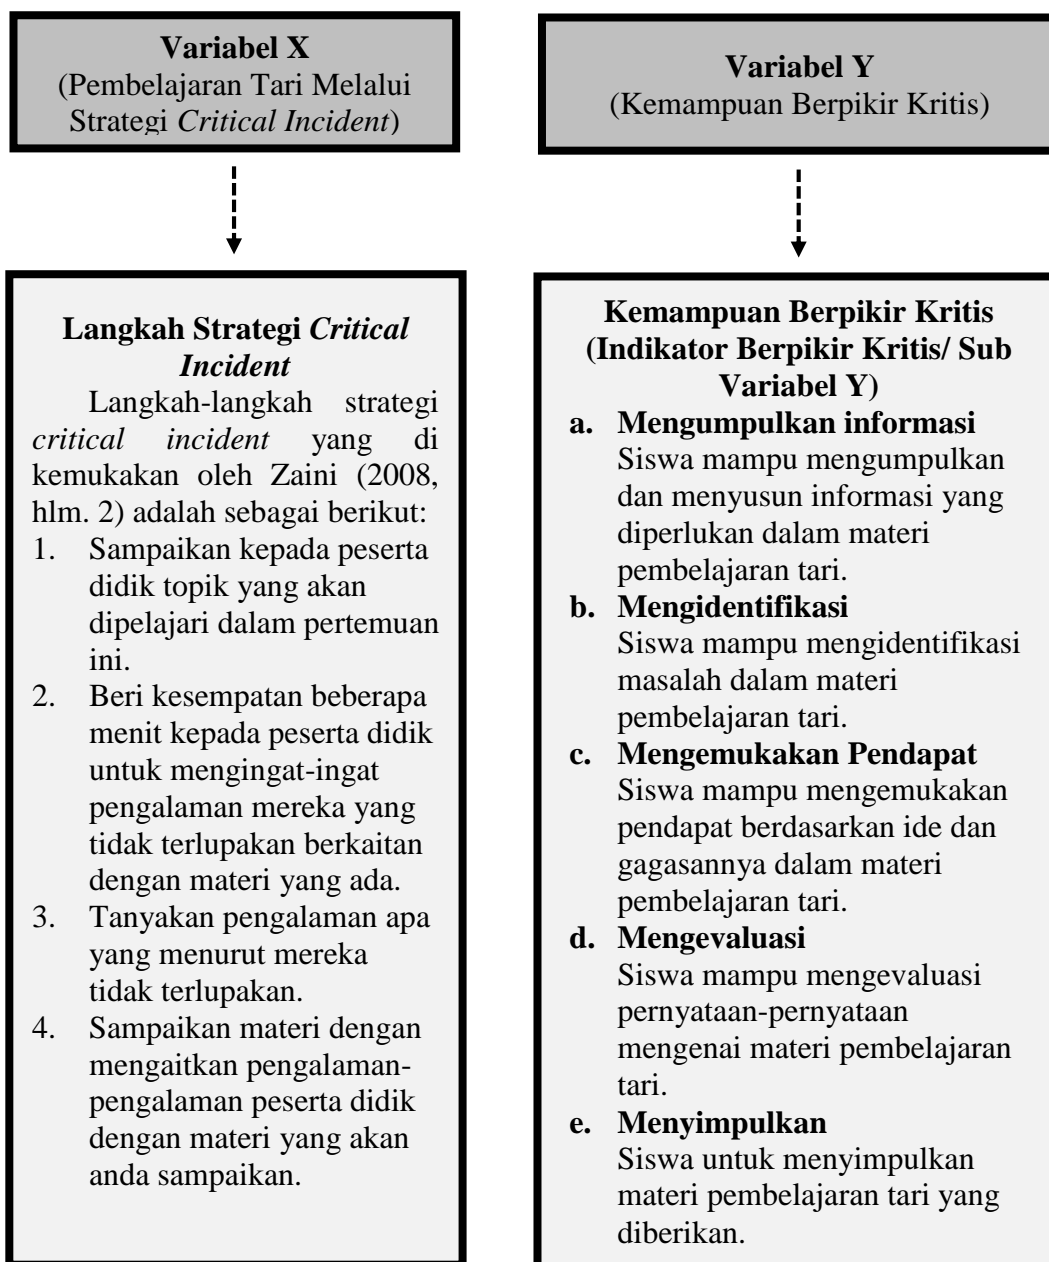 Variabel X
(Pembelajaran Tari Melalui
Strategi Critical Incident)
Variabel Y
(Kemampuan Berpikir Kritis)
Langkah Strategi Critical
Incident
Langkah-langkah strategi
critical incident yang di
kemukakan oleh Zaini (2008,
hlm. 2) adalah sebagai berikut:
1. Sampaikan kepada peserta
didik topik yang akan
dipelajari dalam pertemuan
ini.
2. Beri kesempatan beberapa
menit kepada peserta didik
untuk mengingat-ingat
pengalaman mereka yang
tidak terlupakan berkaitan
dengan materi yang ada.
3. Tanyakan pengalaman apa
yang menurut mereka
tidak terlupakan.
4. Sampaikan materi dengan
mengaitkan pengalaman-
pengalaman peserta didik
dengan materi yang akan
anda sampaikan.
Kemampuan Berpikir Kritis
(Indikator Berpikir Kritis/ Sub
Variabel Y)
a. Mengumpulkan informasi
Siswa mampu mengumpulkan
dan menyusun informasi yang
diperlukan dalam materi
pembelajaran tari.
b. Mengidentifikasi
Siswa mampu mengidentifikasi
masalah dalam materi
pembelajaran tari.
c. Mengemukakan Pendapat
Siswa mampu mengemukakan
pendapat berdasarkan ide dan
gagasannya dalam materi
pembelajaran tari.
d. Mengevaluasi
Siswa mampu mengevaluasi
pernyataan-pernyataan
mengenai materi pembelajaran
tari.
e. Menyimpulkan
Siswa untuk menyimpulkan
materi pembelajaran tari yang
diberikan.